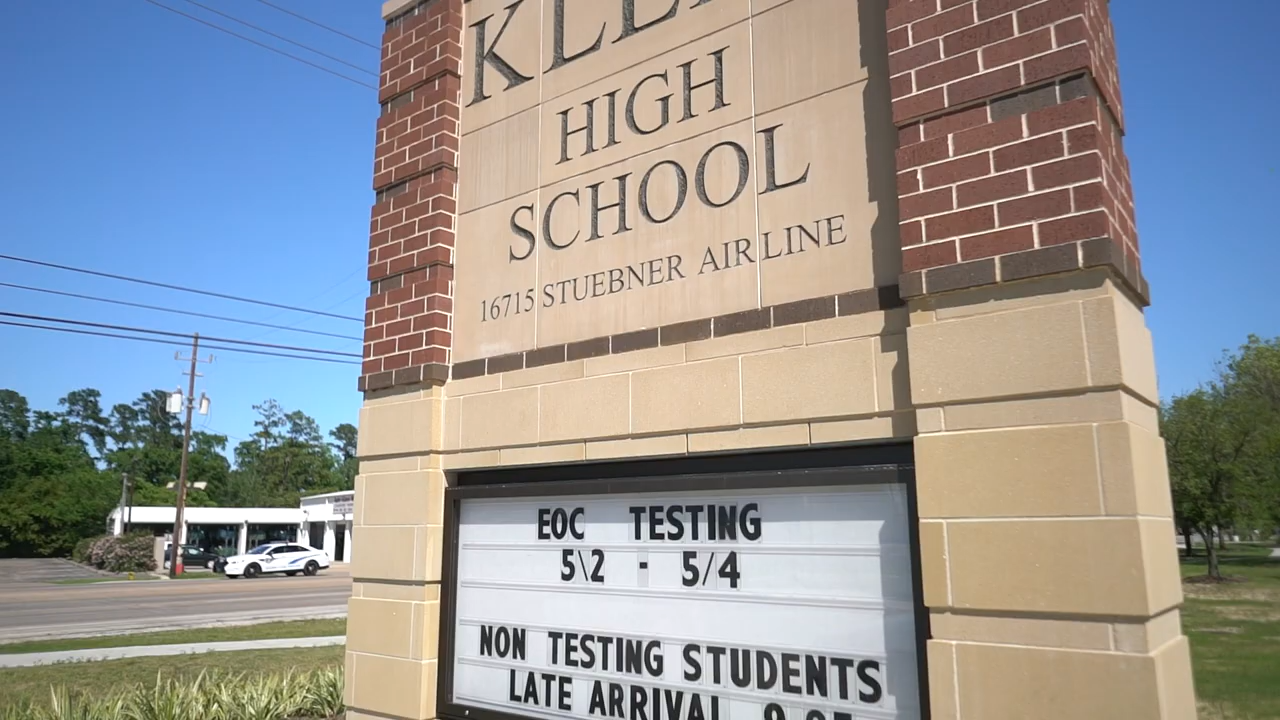 HIGH
SCHOOL
16715 STUEBNER AIRLINE
EOC TESTING
5\2 - 5/4
NON TESTING STUDENTS
LATE ARRIVAL